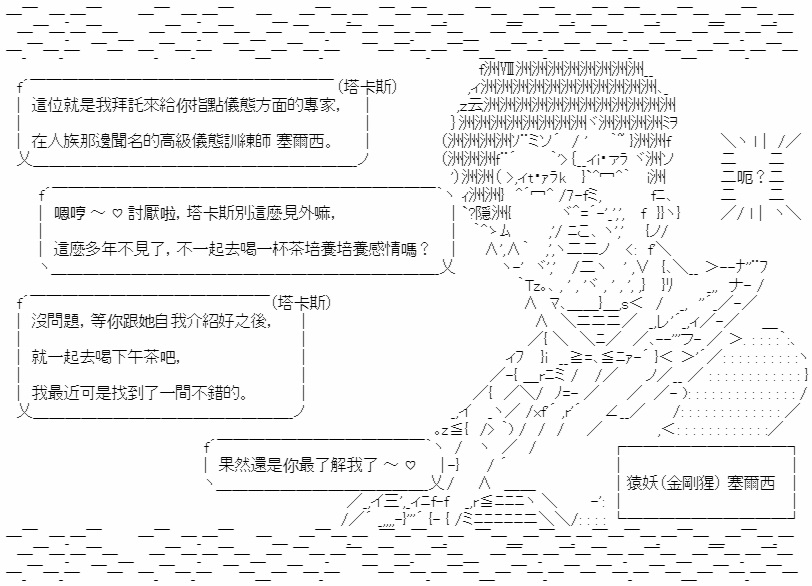 (塔卡斯)
這位就是我拜託來給你指點儀態方面的專家,
在人族那邊聞名的高級儀態訓練師 塞爾西。
二呃？二
嗯哼 ～ ♡ 討厭啦, 塔卡斯別這麼見外嘛,
這麼多年不見了, 不一起去喝一杯茶培養培養感情嗎？
(塔卡斯)
沒問題, 等你跟她自我介紹好之後,
就一起去喝下午茶吧,
我最近可是找到了一間不錯的。
果然還是你最了解我了 ～ ♡
猿妖(金剛猩) 塞爾西